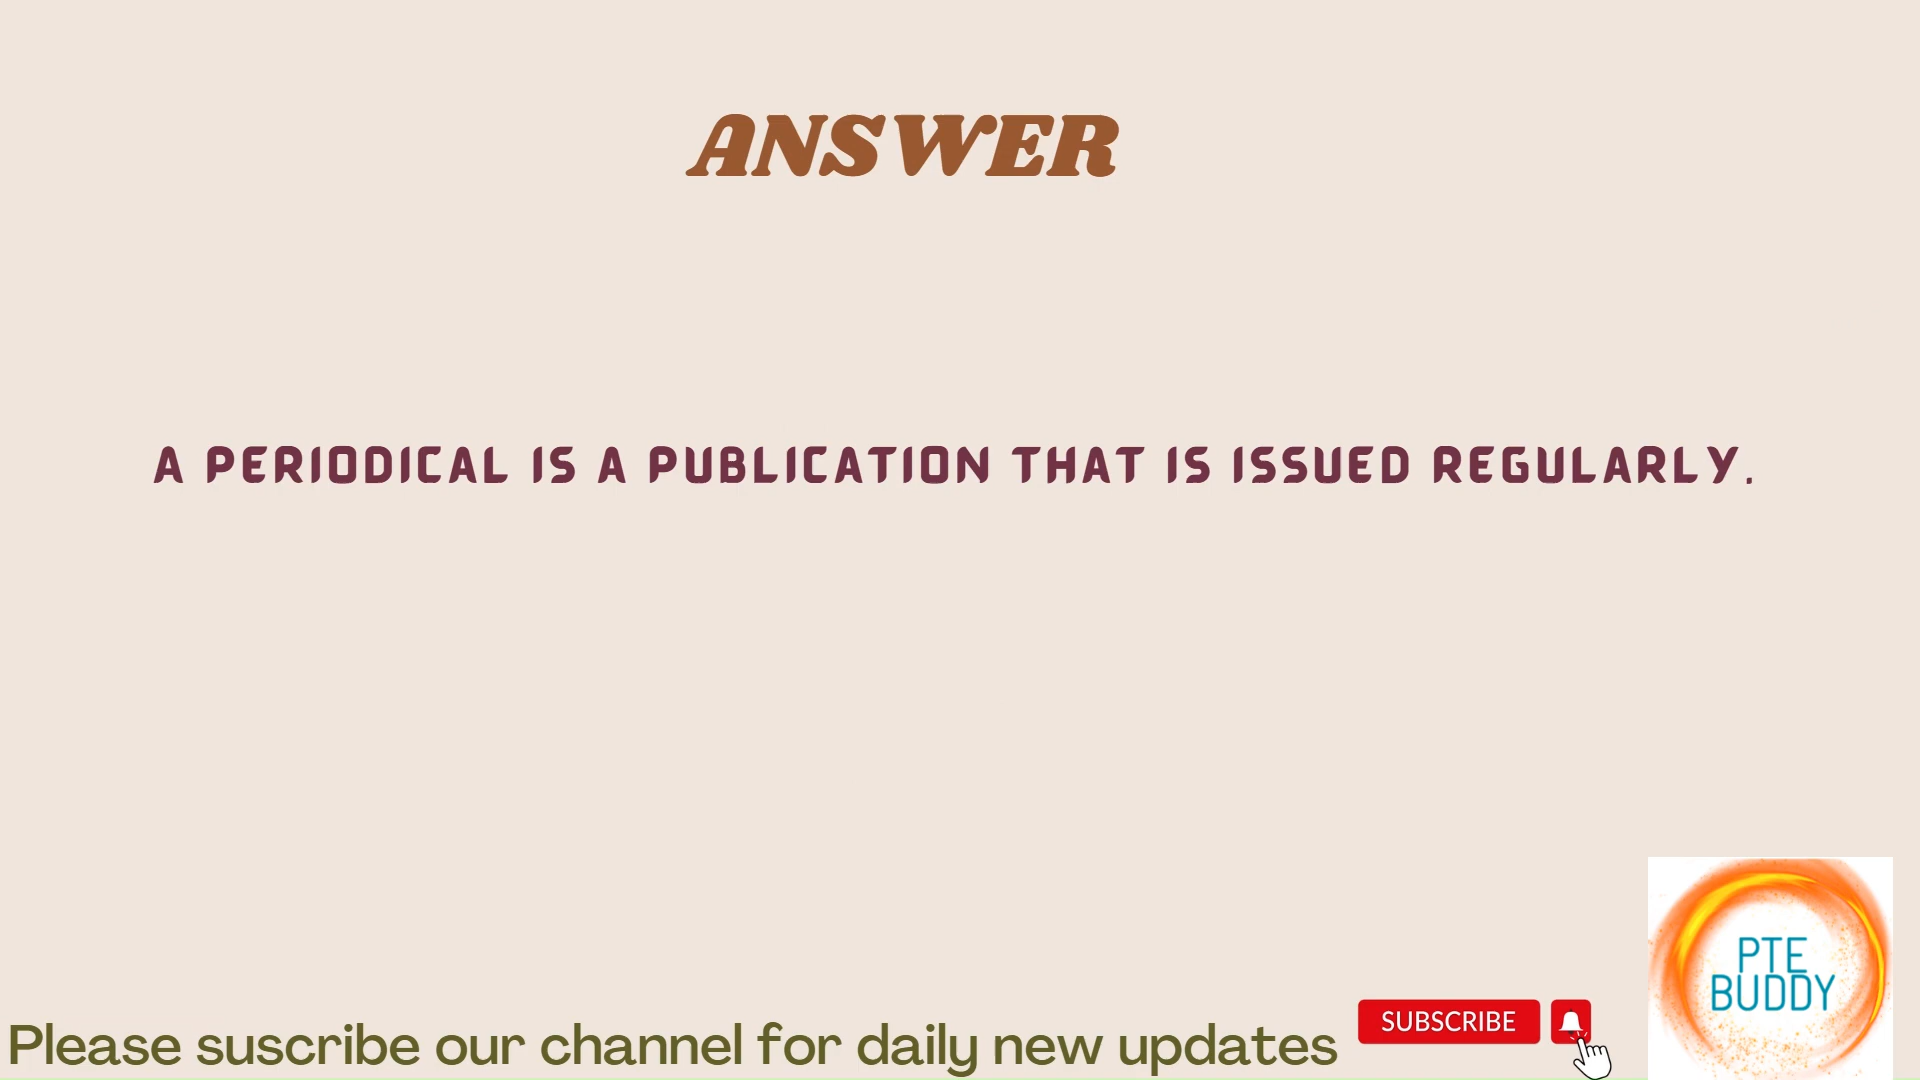 ANSWER
A PERIODICAL IS A PUBLICATION THAT IS ISSUED REGULARLY.
PTE
BUDDY
Please suscribe our channel for daily new updates
SUBSCRIBE